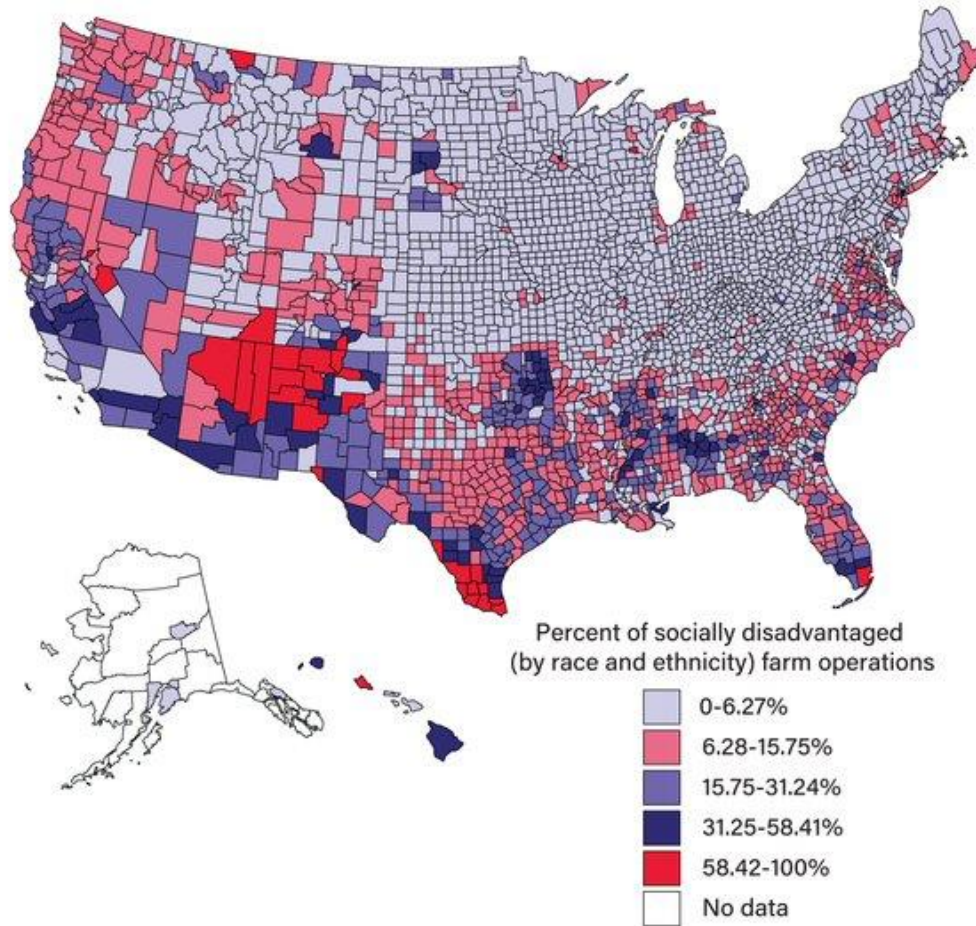 Percent of socially disadvantaged
(by race and ethnicity) farm operations
0-6.27%
6.28-15.75%
15.75-31.24%
31.25-58.41%
58.42-100%
No data